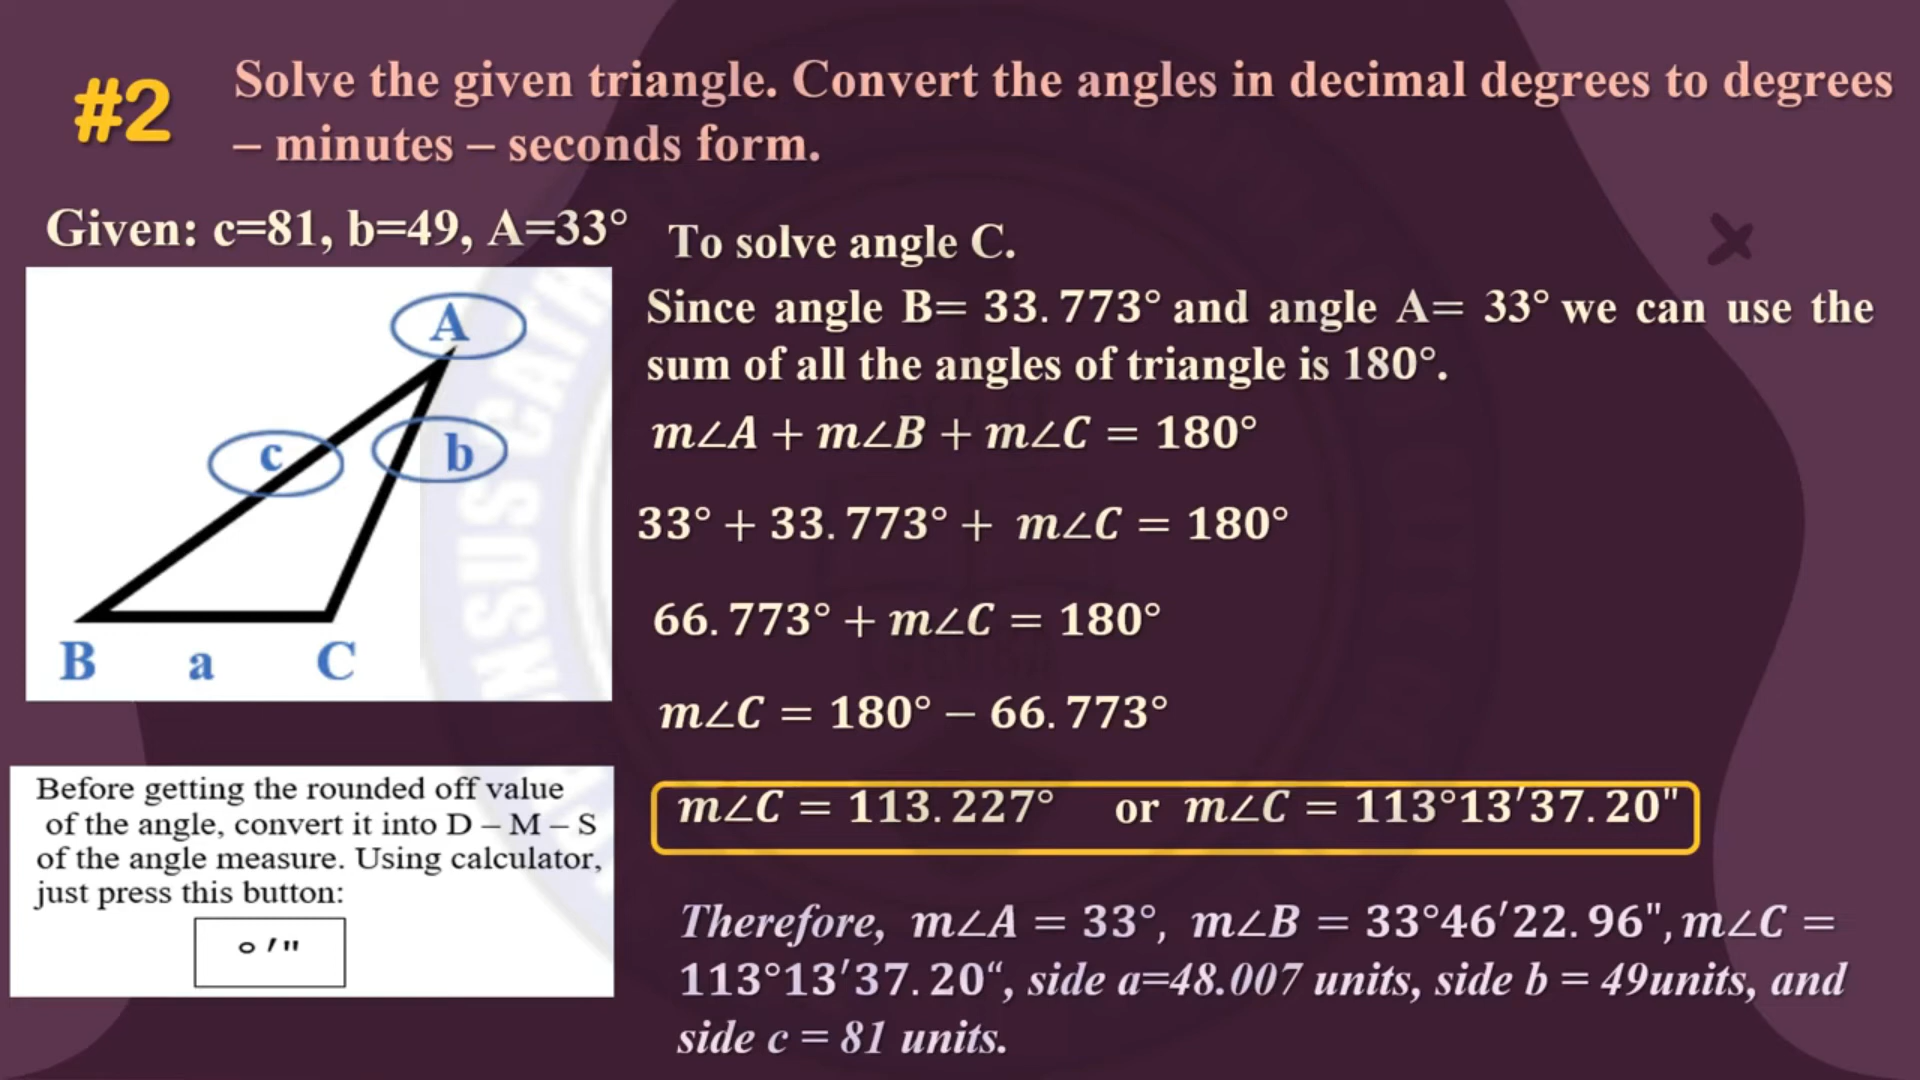 #2
Solve the given triangle. Convert the angles in decimal degrees to degrees
– minutes – seconds form.
Given: c=81, b=49, A=33°
A
c
b
B a C
Before getting the rounded off value
of the angle, convert it into D – M – S
of the angle measure. Using calculator,
just press this button:
° ′ "
To solve angle C.
Since angle B= 33.773° and angle A= 33° we can use the
sum of all the angles of triangle is 180°.
m∠A + m∠B + m∠C = 180°
33° + 33.773° + m∠C = 180°
66.773° + m∠C = 180°
m∠C = 180° − 66.773°
m∠C = 113.227° or m∠C = 113°13′37.20"
Therefore, m∠A = 33°, m∠B = 33°46′22.96", m∠C =
113°13′37.20“, side a=48.007 units, side b = 49units, and
side c = 81 units.